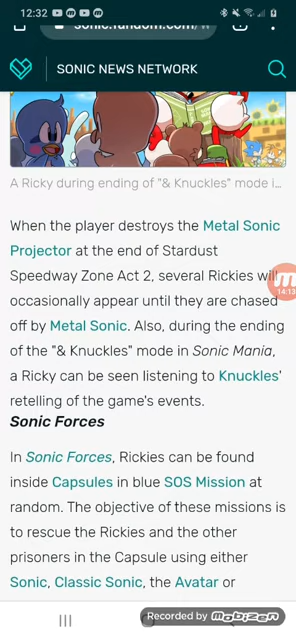 12:32
sonic.fandom.com/w
SONIC NEWS NETWORK
A Ricky during ending of "& Knuckles" mode i...
When the player destroys the Metal Sonic
Projector at the end of Stardust
Speedway Zone Act 2, several Rickies will
occasionally appear until they are chased
14:13
off by Metal Sonic. Also, during the ending
of the "& Knuckles" mode in Sonic Mania,
a Ricky can be seen listening to Knuckles'
retelling of the game's events.
Sonic Forces
In Sonic Forces, Rickies can be found
inside Capsules in blue SOS Mission at
random. The objective of these missions is
to rescue the Rickies and the other
prisoners in the Capsule using either
Sonic, Classic Sonic, the Avatar or
Recorded by mobizen